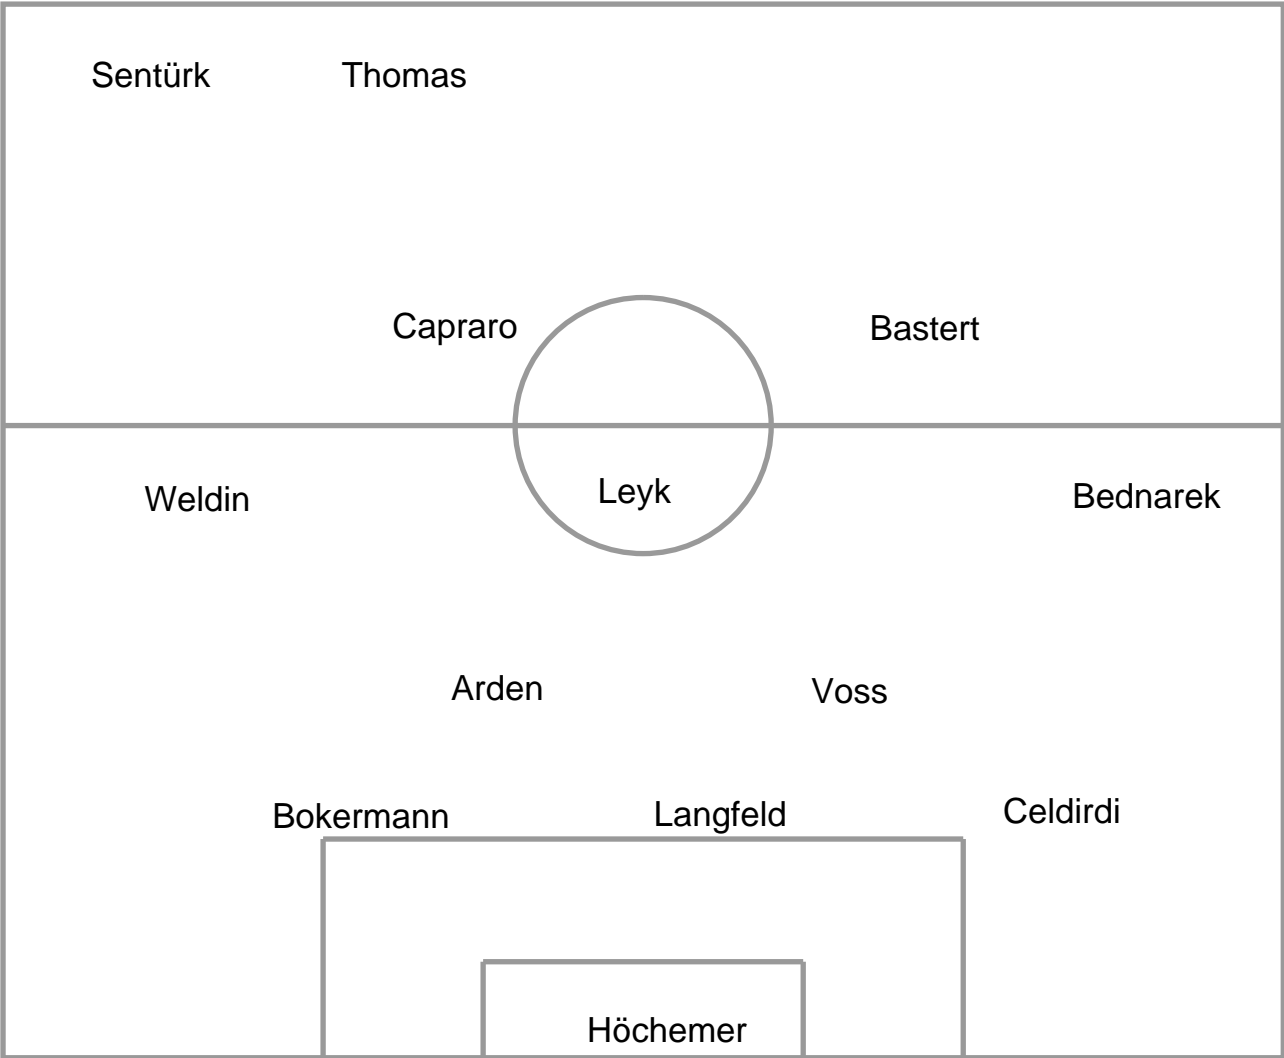 Sentürk Thomas
Capraro Bastert
Weldin Leyk Bednarek
Arden Voss
Bokermann Langfeld Celdirdi
Höchemer